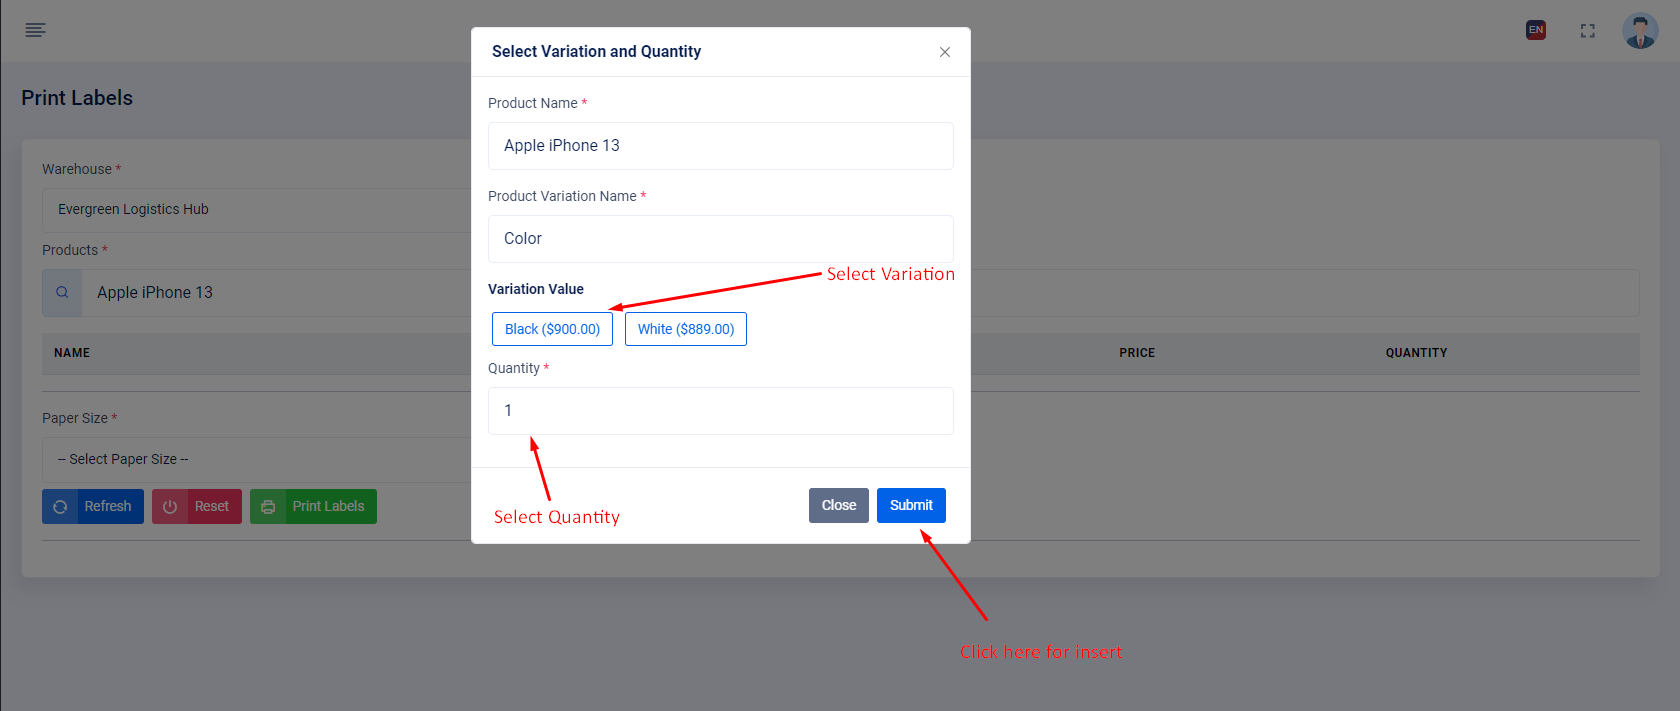 EN
Select Variation and Quantity
Print Labels
Product Name *
Apple iPhone 13
Warehouse *
Evergreen Logistics Hub
Product Variation Name *
Color
Products *
Apple iPhone 13
Select Variation
Variation Value
Black ($900.00) White ($889.00)
NAME PRICE QUANTITY
Quantity *
1
Paper Size *
-- Select Paper Size --
Refresh Reset Print Labels
Close Submit
Select Quantity
Click here for insert